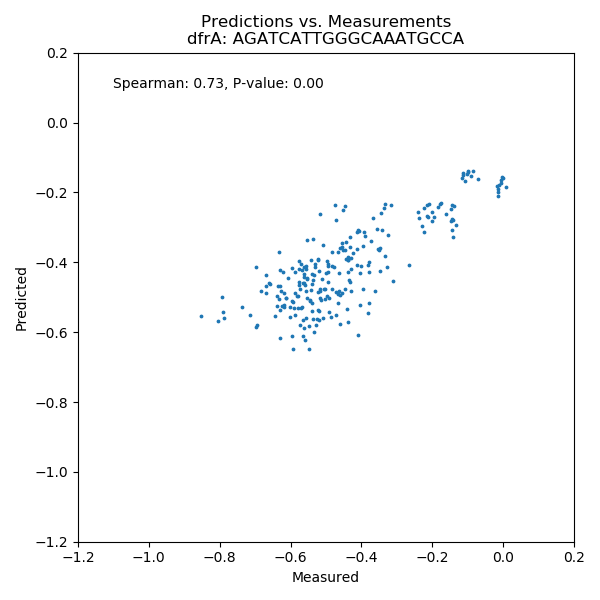 Predictions vs. Measurements
dfrA: AGATCATTGGGCAAATGCCA
Spearman: 0.73, P-value: 0.00
0.2
0.0
−0.2
−0.4
−0.6
−0.8
−1.0
−1.2
Predicted
−1.2 −1.0 −0.8 −0.6 −0.4 −0.2 0.0 0.2
Measured